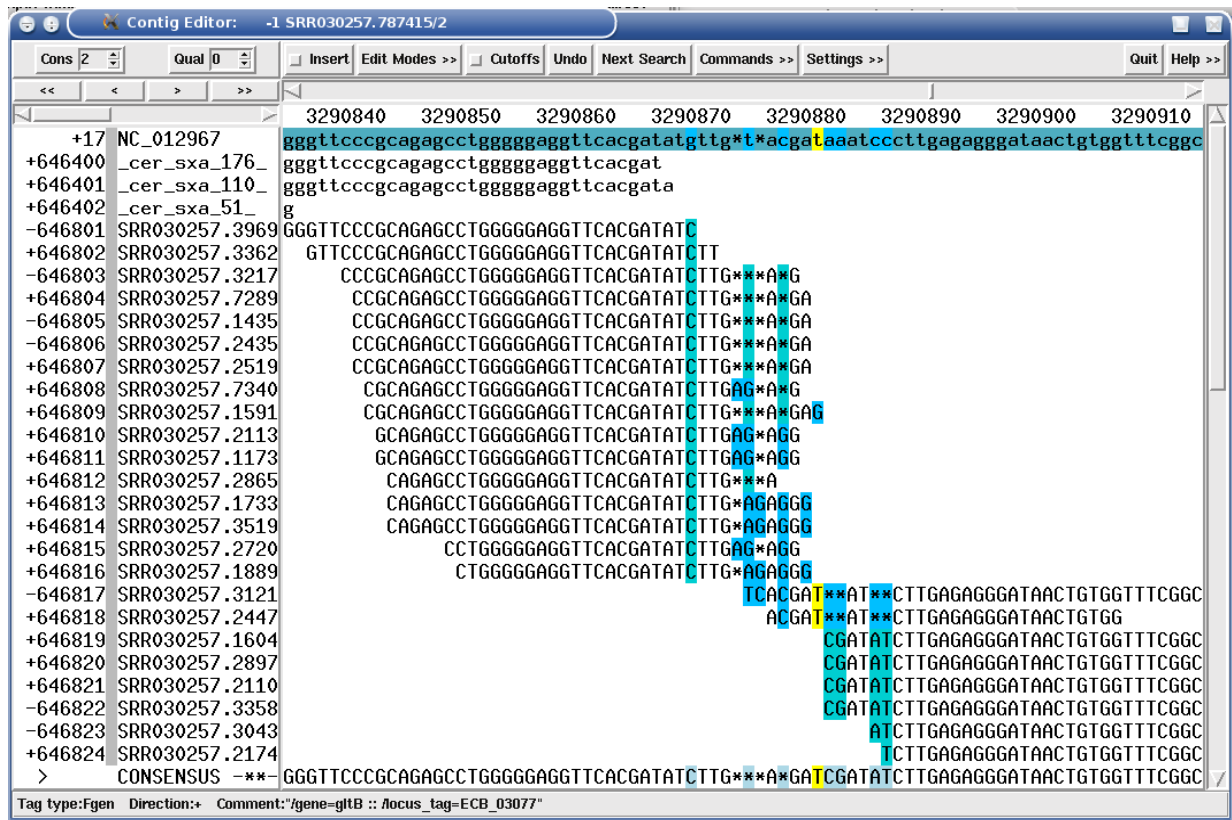 Contig Editor: -1 SRR030257.787415/2
Cons 2 Qual 0 Insert Edit Modes >> Cutoffs Undo Next Search Commands >> Settings >> Quit Help >>
<< < > >>
3290840 3290850 3290860 3290870 3290880 3290890 3290900 3290910
+17 NC_012967 gggttcccgcagagcctgggggaggttcacgatatgttg*t*acgataaatcccttgagagggataactgtggtttcggc
+646400 _cer_sxa_176_ gggttcccgcagagcctgggggaggttcacgat
+646401 _cer_sxa_110_ gggttcccgcagagcctgggggaggttcacgata
+646402 _cer_sxa_51_ g
-646801 SRR030257.3969 GGGTTCCCGCAGAGCCTGGGGGAGGTTCACGATATC
+646802 SRR030257.3362 GTTCCCGCAGAGCCTGGGGGAGGTTCACGATATCTT
-646803 SRR030257.3217 CCCGCAGAGCCTGGGGGAGGTTCACGATATCTTG***A*G
+646804 SRR030257.7289 CCGCAGAGCCTGGGGGAGGTTCACGATATCTTG***A*GA
-646805 SRR030257.1435 CCGCAGAGCCTGGGGGAGGTTCACGATATCTTG***A*GA
-646806 SRR030257.2435 CCGCAGAGCCTGGGGGAGGTTCACGATATCTTG***A*GA
+646807 SRR030257.2519 CCGCAGAGCCTGGGGGAGGTTCACGATATCTTG***A*GA
+646808 SRR030257.7340 CGCAGAGCCTGGGGGAGGTTCACGATATCTTGAG*A*G
+646809 SRR030257.1591 CGCAGAGCCTGGGGGAGGTTCACGATATCTTG***A*GAG
+646810 SRR030257.2113 GCAGAGCCTGGGGGAGGTTCACGATATCTTGAG*AGG
+646811 SRR030257.1173 GCAGAGCCTGGGGGAGGTTCACGATATCTTGAG*AGG
+646812 SRR030257.2865 CAGAGCCTGGGGGAGGTTCACGATATCTTG***A
+646813 SRR030257.1733 CAGAGCCTGGGGGAGGTTCACGATATCTTG*AGAGGG
+646814 SRR030257.3519 CAGAGCCTGGGGGAGGTTCACGATATCTTG*AGAGGG
+646815 SRR030257.2720 CCTGGGGGAGGTTCACGATATCTTGAG*AGG
+646816 SRR030257.1889 CTGGGGGAGGTTCACGATATCTTG*AGAGGG
-646817 SRR030257.3121 TCACGAT**AT**CTTGAGAGGGATAACTGTGGTTTCGGC
+646818 SRR030257.2447 ACGAT**AT**CTTGAGAGGGATAACTGTGG
+646819 SRR030257.1604 CGATATCTTGAGAGGGATAACTGTGGTTTCGGC
+646820 SRR030257.2897 CGATATCTTGAGAGGGATAACTGTGGTTTCGGC
+646821 SRR030257.2110 CGATATCTTGAGAGGGATAACTGTGGTTTCGGC
-646822 SRR030257.3358 CGATATCTTGAGAGGGATAACTGTGGTTTCGGC
-646823 SRR030257.3043 ATCTTGAGAGGGATAACTGTGGTTTCGGC
+646824 SRR030257.2174 TCTTGAGAGGGATAACTGTGGTTTCGGC
> CONSENSUS -**- GGGTTCCCGCAGAGCCTGGGGGAGGTTCACGATATCTTG***A*GATCGATATCTTGAGAGGGATAACTGTGGTTTCGGC
Tag type:Fgen Direction:+ Comment:"/gene=gltB :: /locus_tag=ECB_03077"